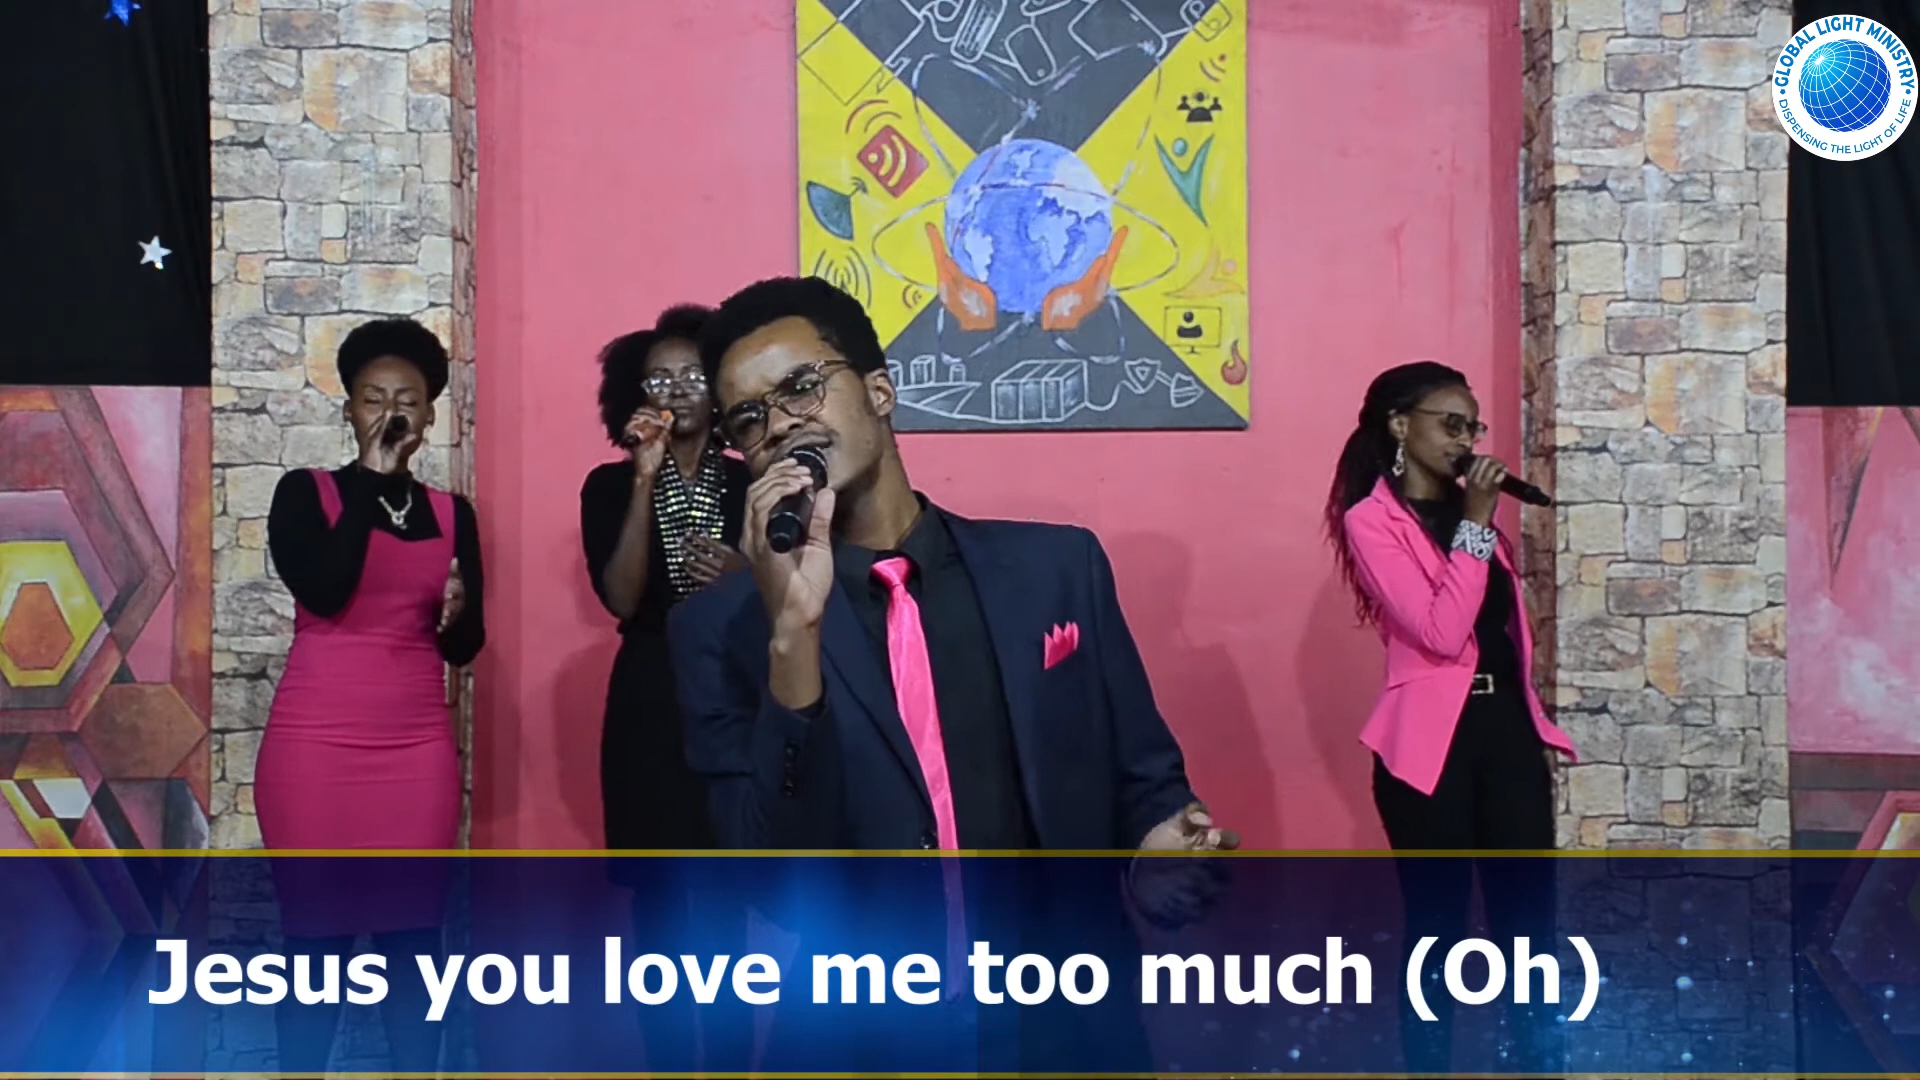 GLOBAL LIGHT MINISTRY
DISPENSING THE LIGHT OF LIFE
Jesus you love me too much (Oh)